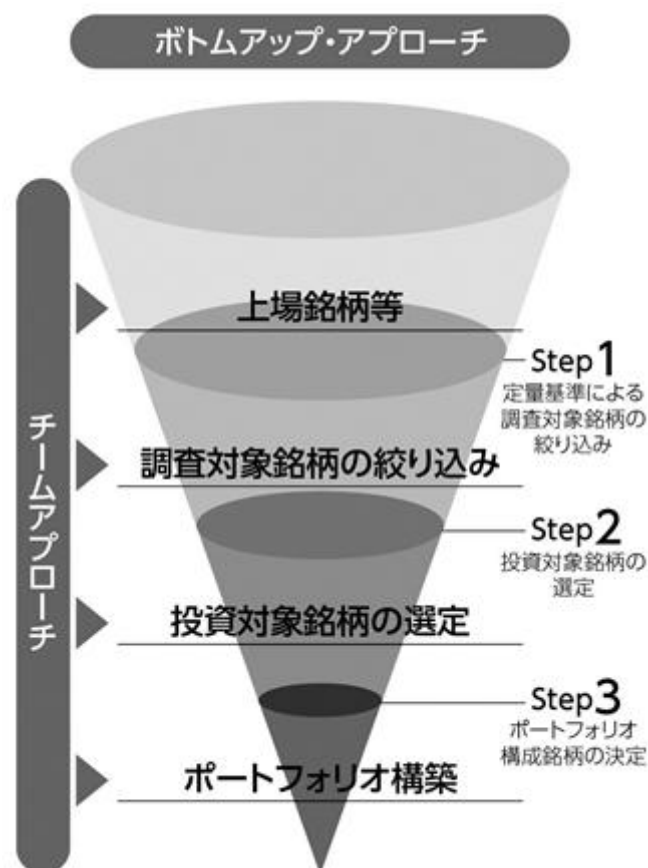 ボトムアップ・アプローチ
チームアプローチ
上場銘柄等
Step1
定量基準による
調査対象銘柄の
絞り込み
調査対象銘柄の絞り込み
Step2
投資対象銘柄の
選定
投資対象銘柄の選定
Step3
ポートフォリオ
構成銘柄の決定
ポートフォリオ構築